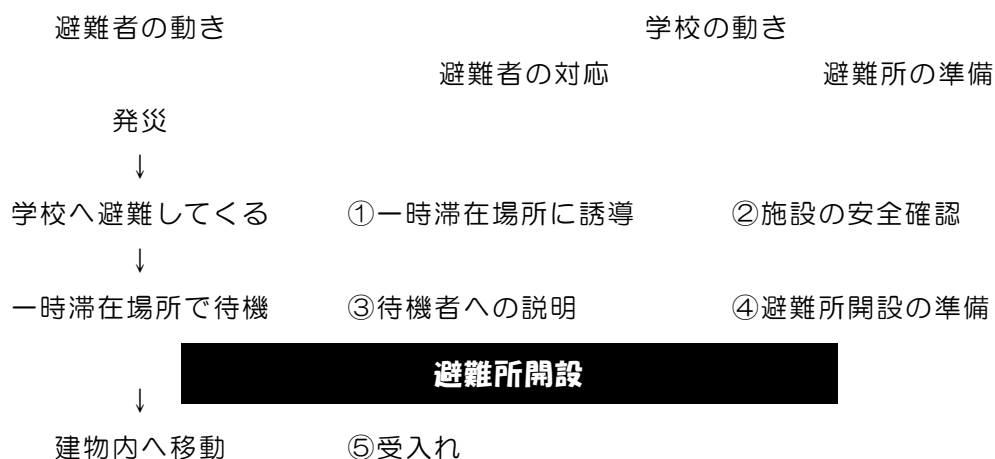 避難者の動き 学校の動き
避難者の対応 避難所の準備
発災
↓
学校へ避難してくる ①一時滞在場所に誘導 ②施設の安全確認
↓
一時滞在場所で待機 ③待機者への説明 ④避難所開設の準備
避難所開設
↓
建物内へ移動 ⑤受入れ